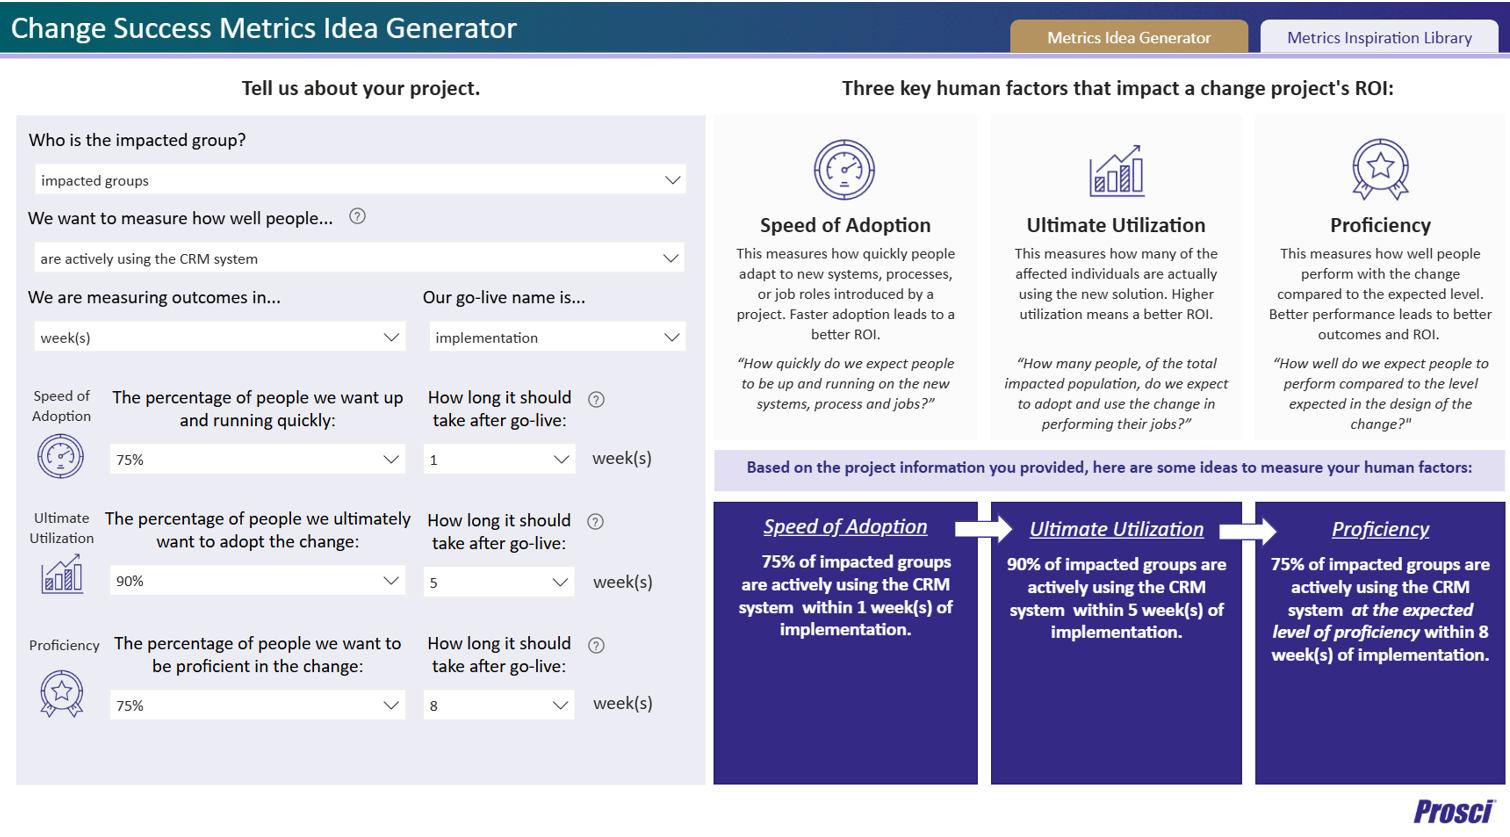 Change Success Metrics Idea Generator
Metrics Idea Generator
Metrics Inspiration Library
Tell us about your project.
Who is the impacted group?
impacted groups
We want to measure how well people... ?
are actively using the CRM system
We are measuring outcomes in...
Our go-live name is...
week(s)
implementation
Speed of
Adoption
The percentage of people we want up
and running quickly:
How long it should
take after go-live:
?
75%
1
week(s)
Ultimate
Utilization
The percentage of people we ultimately
want to adopt the change:
How long it should
take after go-live:
?
90%
5
week(s)
Proficiency
The percentage of people we want to
be proficient in the change:
How long it should
take after go-live:
?
75%
8
week(s)
Three key human factors that impact a change project's ROI:
Speed of Adoption
This measures how quickly people
adapt to new systems, processes,
or job roles introduced by a
project. Faster adoption leads to a
better ROI.
“How quickly do we expect people
to be up and running on the new
systems, process and jobs?”
Ultimate Utilization
This measures how many of the
affected individuals are actually
using the new solution. Higher
utilization means a better ROI.
“How many people, of the total
impacted population, do we expect
to adopt and use the change in
performing their jobs?”
Proficiency
This measures how well people
perform with the change
compared to the expected level.
Better performance leads to better
outcomes and ROI.
“How well do we expect people to
perform compared to the level
expected in the design of the
change?"
Based on the project information you provided, here are some ideas to measure your human factors:
Speed of Adoption
75% of impacted groups
are actively using the CRM
system within 1 week(s) of
implementation.
Ultimate Utilization
90% of impacted groups are
actively using the CRM
system within 5 week(s) of
implementation.
Proficiency
75% of impacted groups are
actively using the CRM
system at the expected
level of proficiency within 8
week(s) of implementation.
Prosci